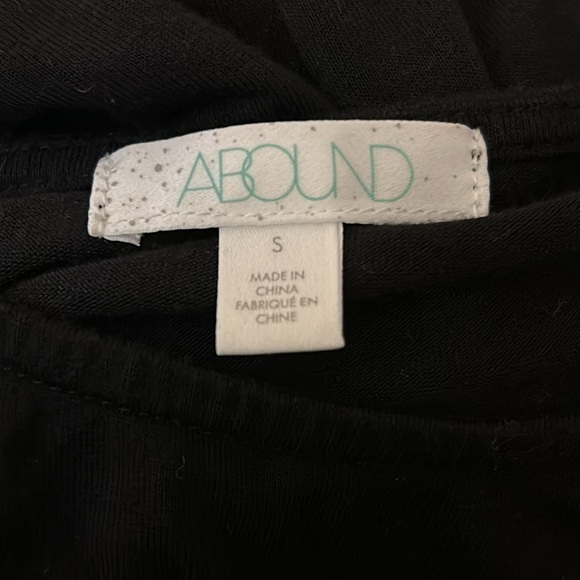 ABOUND
S
MADE IN
CHINA
FABRIQUÉ EN
CHINE